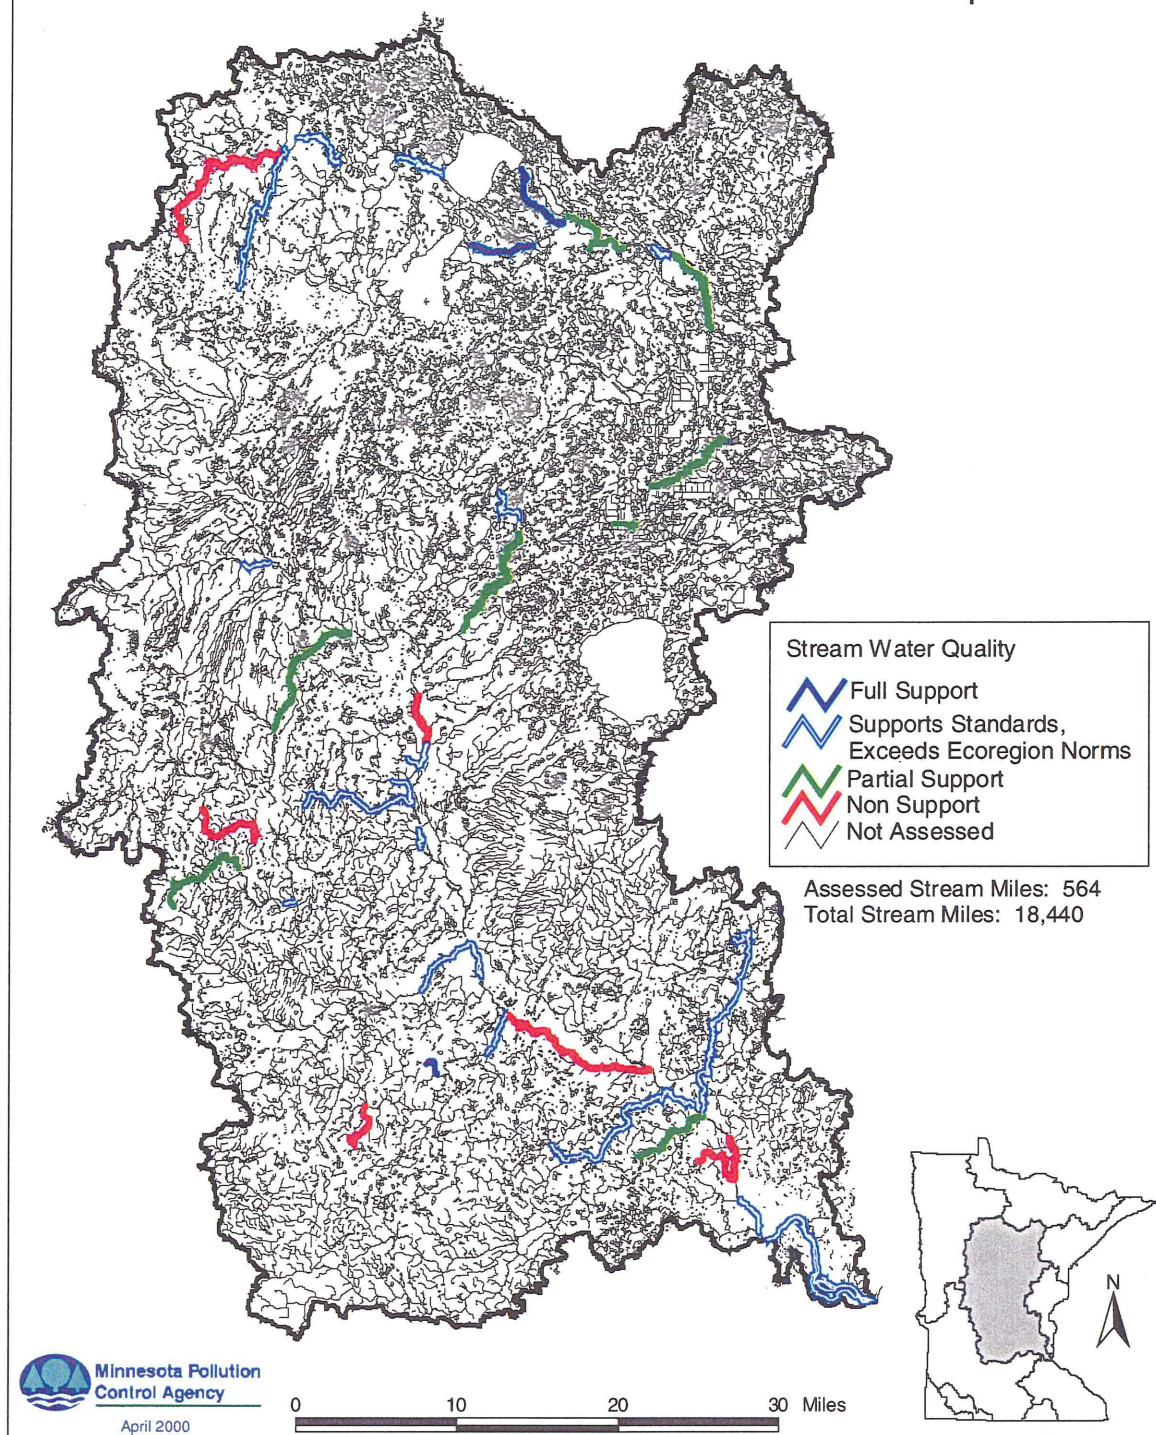 Stream Water Quality
Full Support
Supports Standards,
Exceeds Ecoregion Norms
Partial Support
Non Support
Not Assessed
Assessed Stream Miles: 564
Total Stream Miles: 18,440
N
Minnesota Pollution
Control Agency
April 2000
0 10 20 30 Miles